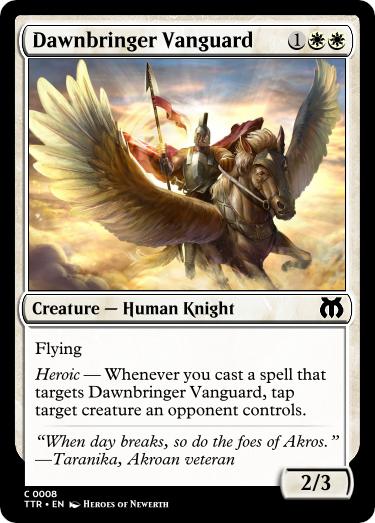 Dawnbringer Vanguard 1
Creature — Human Knight
Flying
Heroic — Whenever you cast a spell that
targets Dawnbringer Vanguard, tap
target creature an opponent controls.
“When day breaks, so do the foes of Akros.”
—Taranika, Akroan veteran
2/3
C 0008
TTR • EN Heroes of Newerth